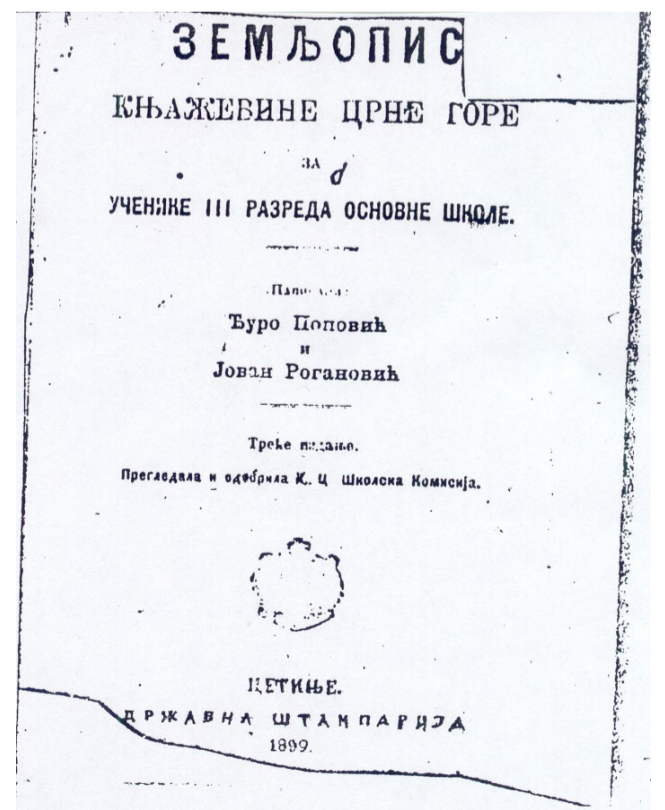 ЗЕМЉОПИС
КЊАЖЕВИНЕ ЦРНЕ ГОРЕ
ЗА
УЧЕНИКЕ III РАЗРЕДА ОСНОВНЕ ШКОЛЕ.
Ђуро Поповић
и
Јован Рогановић
Треће издање.
Прегледала и одобрила К. Ц Школска Комисија.
ЦЕТИЊЕ.
ДРЖАВНА ШТАМПАРИЈА
1899.